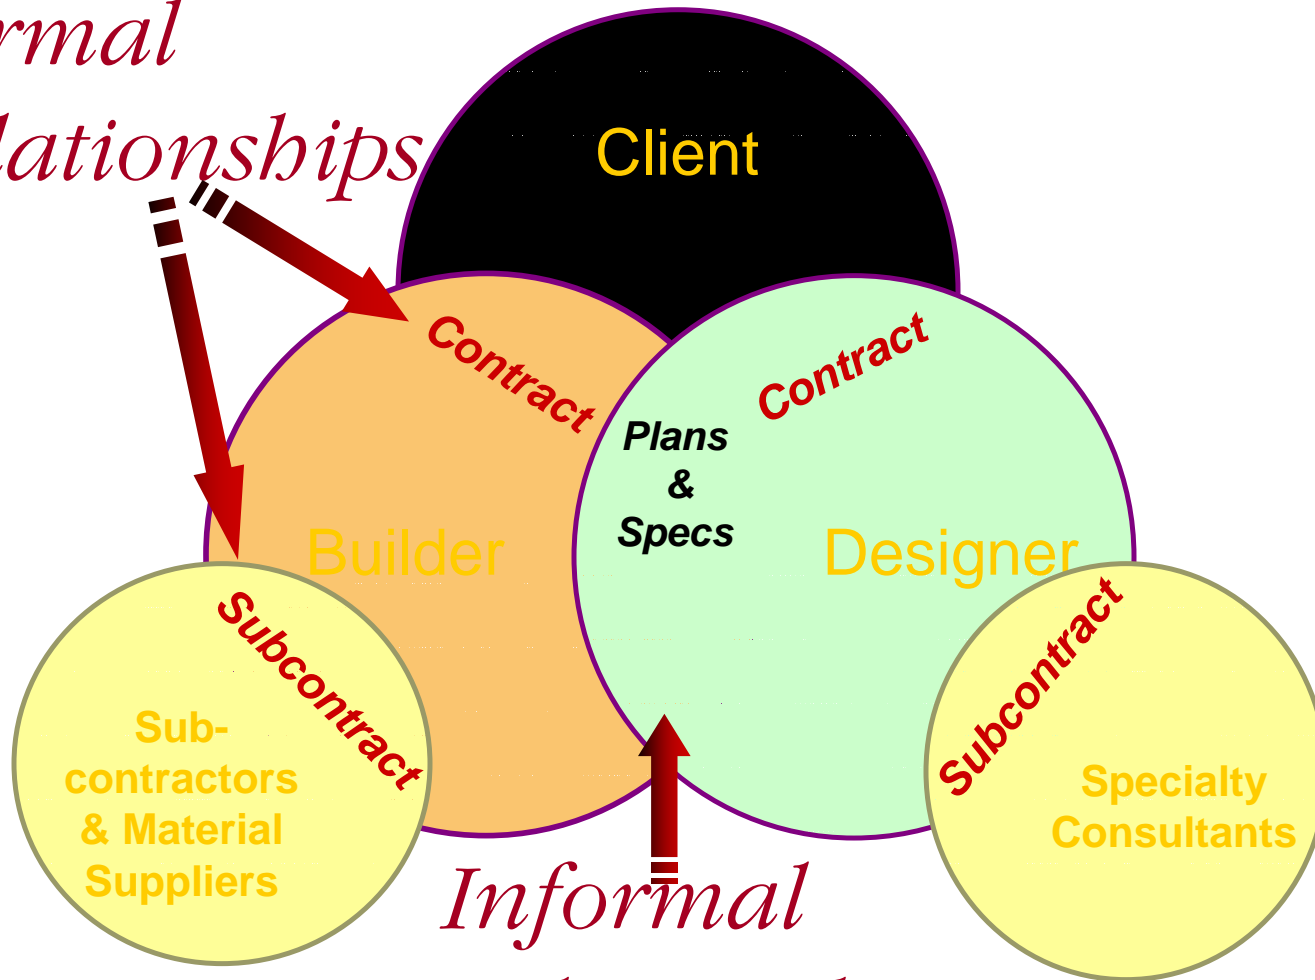 rmal
lationships
Client
Contract
Contract
Plans
&
Specs
Builder
Designer
Subcontract
Subcontract
Sub-
contractors
& Material
Suppliers
Specialty
Consultants
Informal